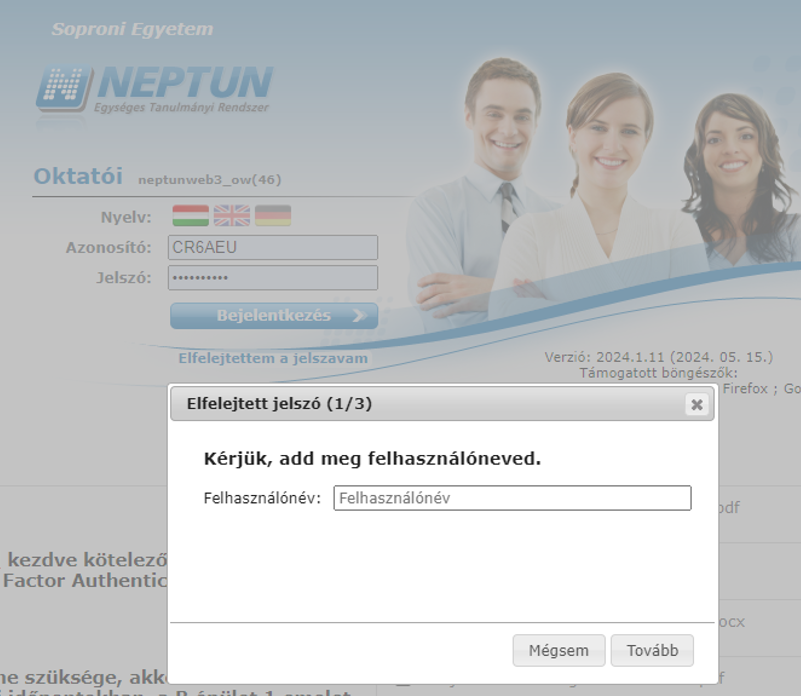 Soproni Egyetem
NEPTUN
Egységes Tanulmányi Rendszer
Oktatói neptunweb3_ow(46)
Nyelv:
Azonosító: CR6AEU
Jelszó: ••••••••••
Bejelentkezés
Elfelejtettem a jelszavam
Verzió: 2024.1.11 (2024. 05. 15.)
Támogatott böngészők:
Firefox ; Go
Elfelejtett jelszó (1/3)
Kérjük, add meg felhasználóneved.
Felhasználónév: Felhasználónév
pdf
kezdve kötelező
Factor Authentic
ocx
Mégsem Tovább
ne szüksége, akk